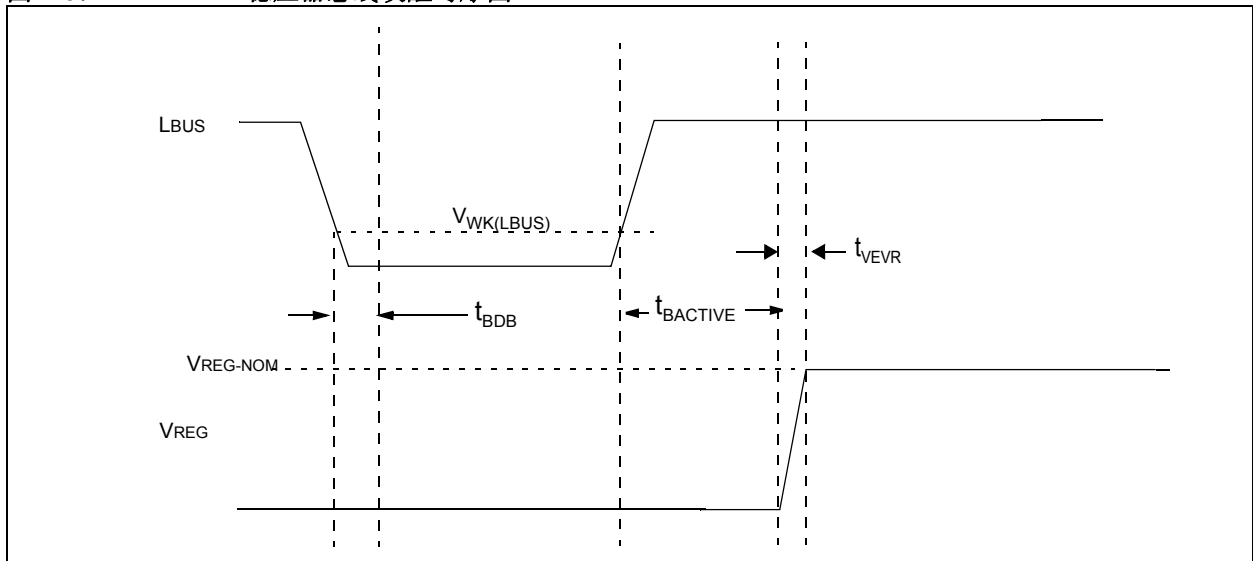 LBUS
VWK(LBUS)
tVEVR
tBDB
tBACTIVE
VREG-NOM
VREG